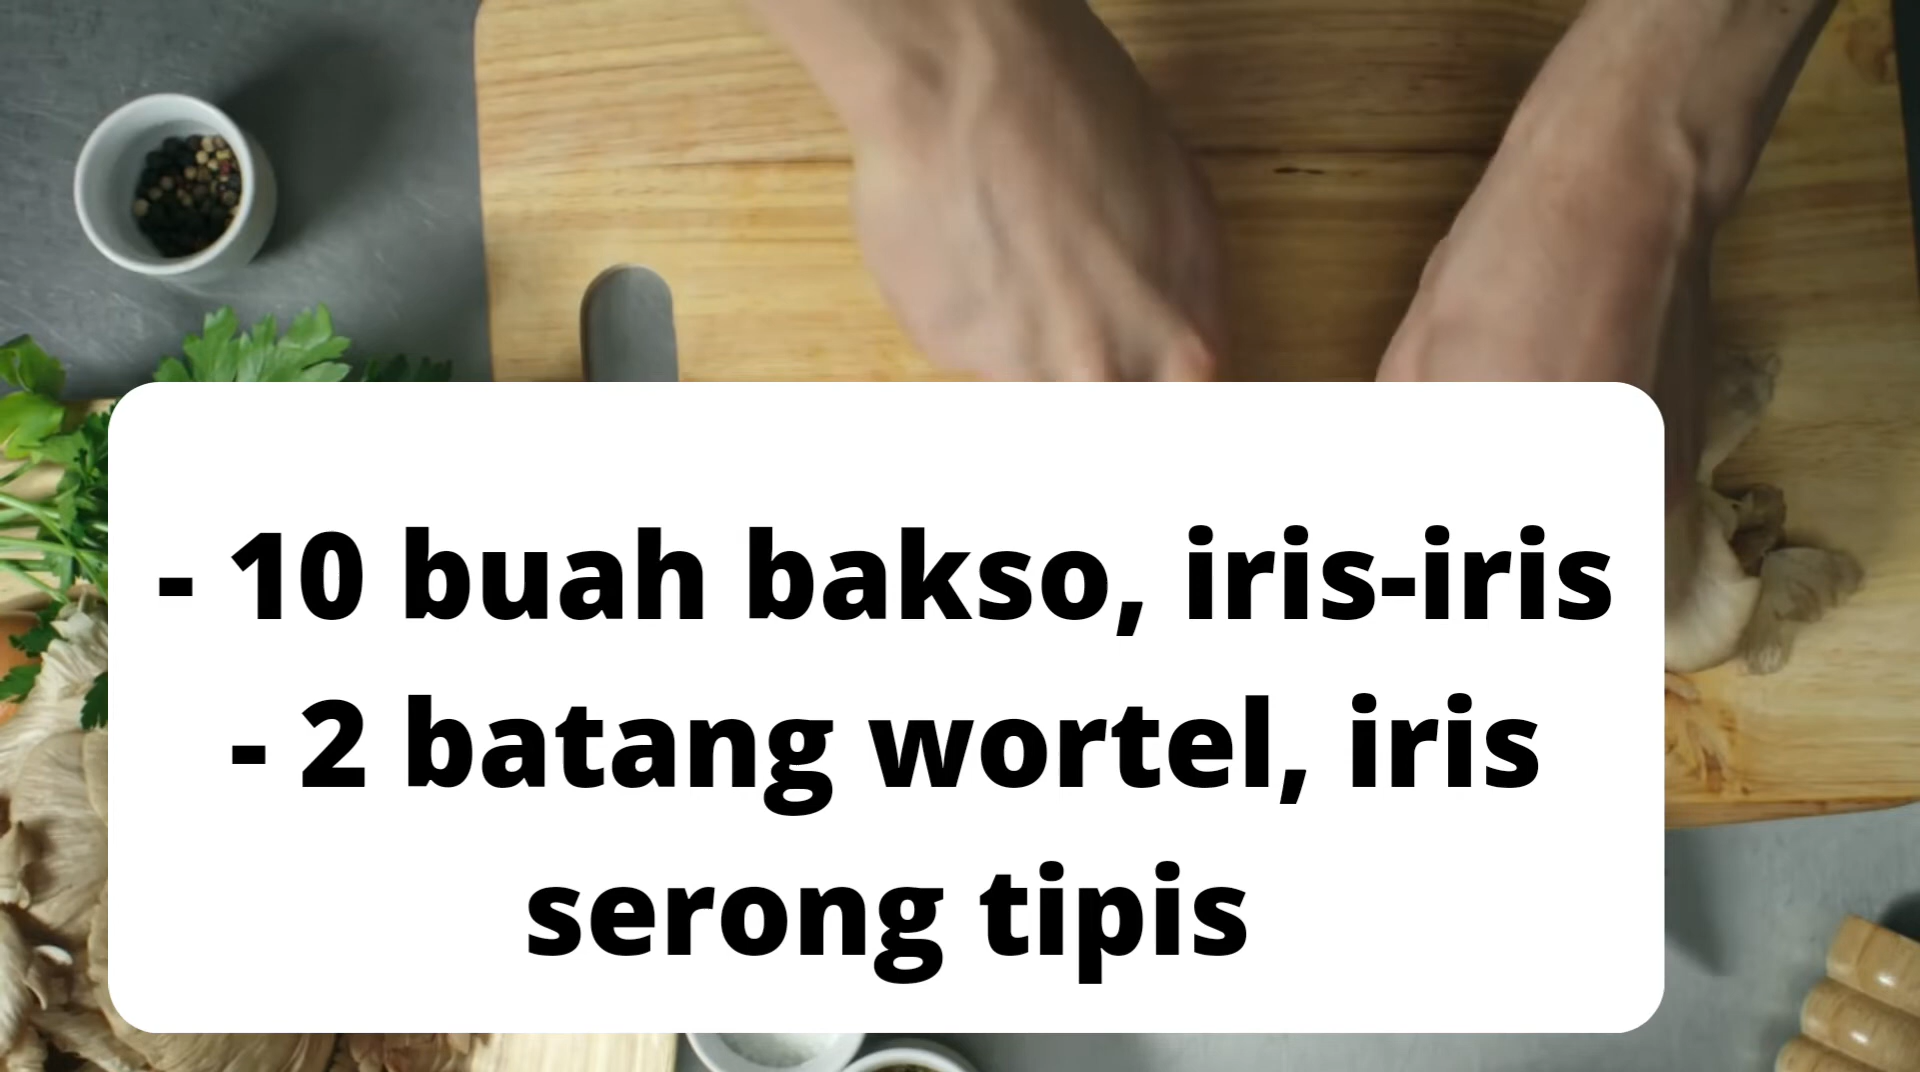 - 10 buah bakso, iris-iris
- 2 batang wortel, iris
serong tipis